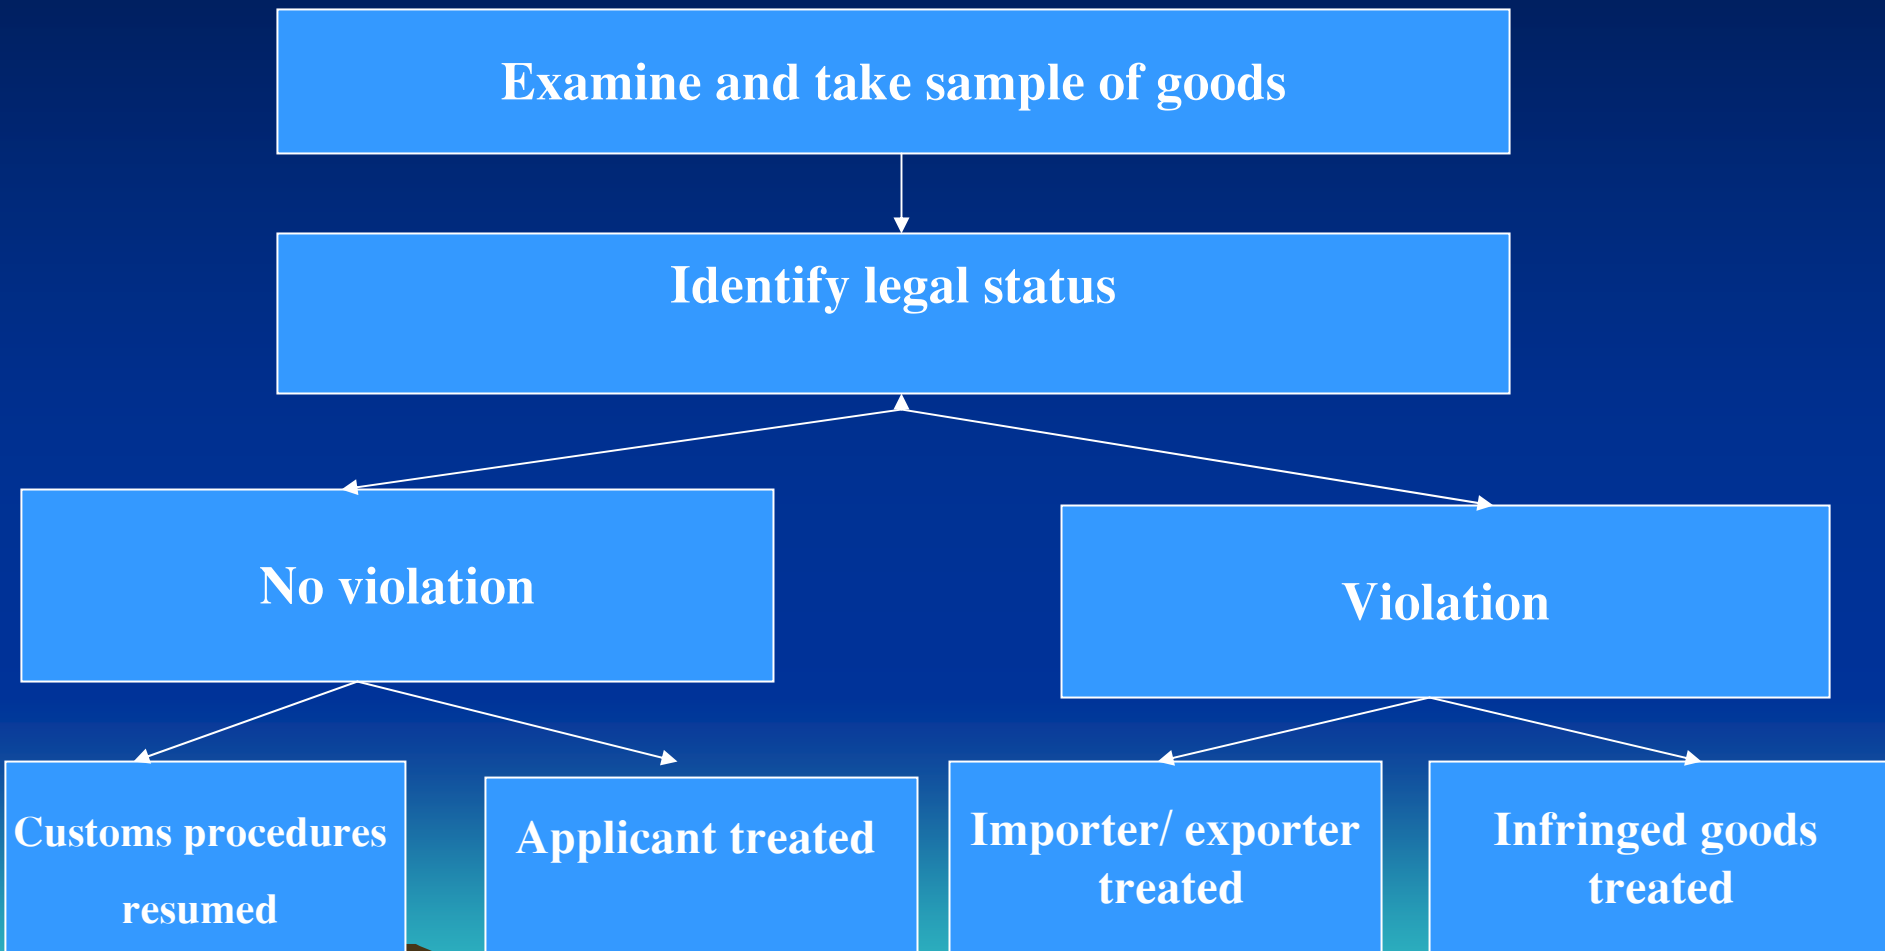 Examine and take sample of goods
Identify legal status
No violation
Violation
Customs procedures
resumed
Applicant treated
Importer/ exporter
treated
Infringed goods
treated